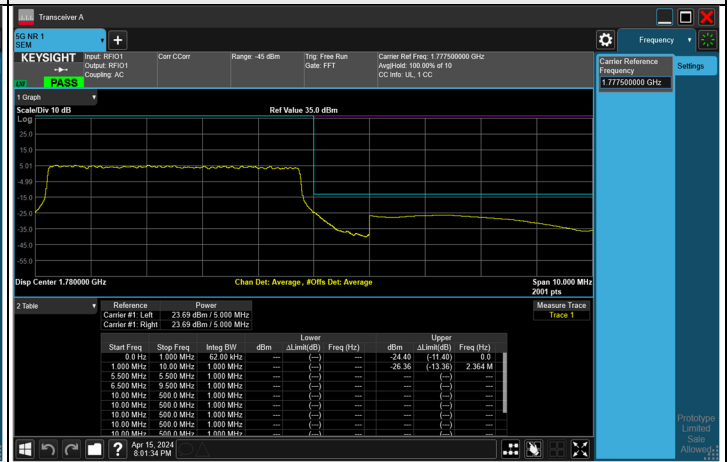 Transceiver A
5G NR 1
SEM
Frequency
KEYSIGHT
LXI
PASS
Input: RFIO1
Output: RFIO1
Coupling: AC
Corr CCorr
Range: -45 dBm
Trig: Free Run
Gate: FFT
Carrier Ref Freq: 1.777500000 GHz
Avg|Hold: 100.00% of 10
CC Info: UL, 1 CC
Carrier Reference Frequency
1.777500000 GHz
Settings
1 Graph
Scale/Div 10 dB
Ref Value 35.0 dBm
Log
25.0
15.0
5.01
-4.99
-15.0
-25.0
-35.0
-45.0
-55.0
Disp Center 1.780000 GHz
Chan Det: Average , #Offs Det: Average
Span 10.000 MHz
2001 pts
2 Table
Reference Power
Carrier #1: Left 23.69 dBm / 5.000 MHz
Carrier #1: Right 23.69 dBm / 5.000 MHz
Measure Trace
Trace 1
Lower Upper
Start Freq Stop Freq Integ BW dBm ΔLimit(dB) Freq (Hz) dBm ΔLimit(dB) Freq (Hz)
0.0 Hz 1.000 MHz 62.00 kHz --- (---) --- -24.40 (-11.40) 0.0
1.000 MHz 10.00 MHz 1.000 MHz --- (---) --- -26.36 (-13.36) 2.364 M
5.500 MHz 5.500 MHz 1.000 MHz --- (---) --- --- (---) ---
6.500 MHz 9.500 MHz 1.000 MHz --- (---) --- --- (---) ---
10.00 MHz 500.0 MHz 1.000 MHz --- (---) --- --- (---) ---
10.00 MHz 500.0 MHz 1.000 MHz --- (---) --- --- (---) ---
10.00 MHz 500.0 MHz 1.000 MHz --- (---) --- --- (---) ---
10.00 MHz 500.0 MHz 1.000 MHz --- (---) --- --- (---) ---
10.00 MHz 500.0 MHz 1.000 MHz --- (---) --- --- (---) ---
Prototype
Limited
Sale
Allowed
Apr 15, 2024
8:01:34 PM